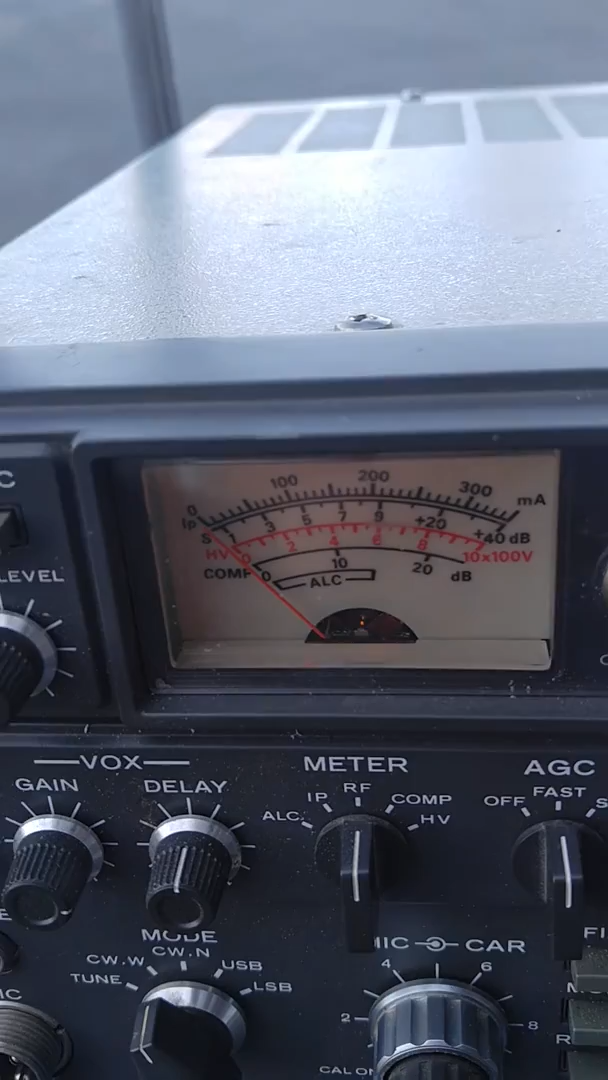 C
0 100 200 300 mA
Ip
S 1 3 5 7 9 +20 +40 dB
HV 0 2 4 6 8 10x100V
COMP 0 10 20 dB
ALC
LEVEL
VOX METER AGC
GAIN DELAY
ALC IP RF COMP HV
OFF FAST S
MODE
TUNE CW.W CW.N USB LSB
MIC CAR
2 4 6 8
CAL ON
IC
FI